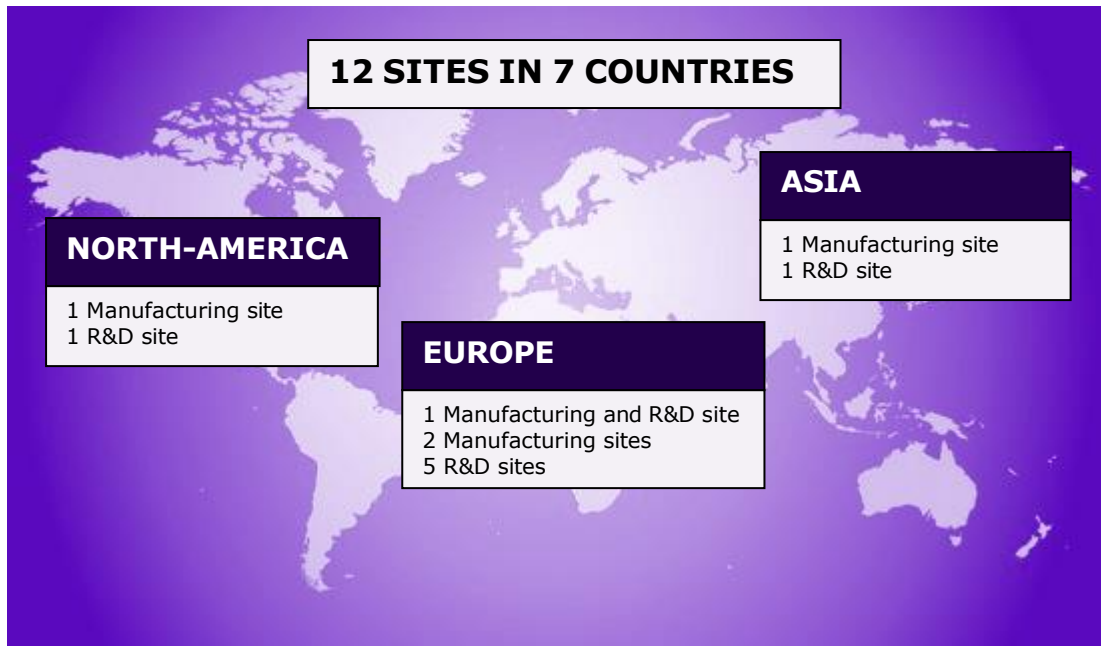 12 SITES IN 7 COUNTRIES
NORTH-AMERICA
1 Manufacturing site
1 R&D site
EUROPE
1 Manufacturing and R&D site
2 Manufacturing sites
5 R&D sites
ASIA
1 Manufacturing site
1 R&D site